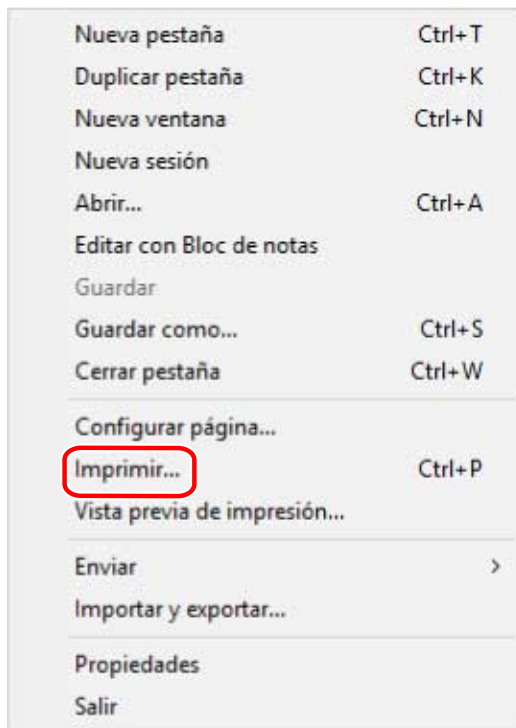 Nueva pestaña Ctrl+T
Duplicar pestaña Ctrl+K
Nueva ventana Ctrl+N
Nueva sesión
Abrir... Ctrl+A
Editar con Bloc de notas
Guardar
Guardar como... Ctrl+S
Cerrar pestaña Ctrl+W
Configurar página...
Imprimir... Ctrl+P
Vista previa de impresión...
Enviar >
Importar y exportar...
Propiedades
Salir